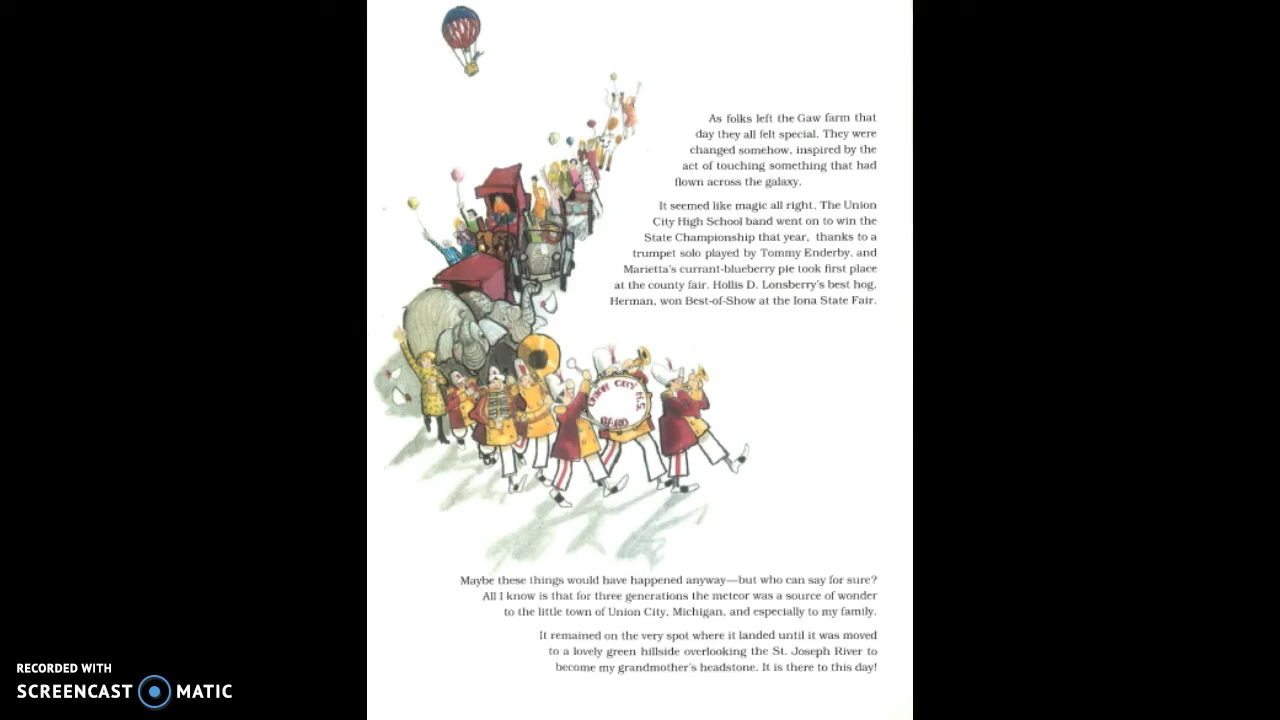 As folks left the Gaw farm that
day they all felt special. They were
changed somehow, inspired by the
act of touching something that had
flown across the galaxy.
It seemed like magic all right. The Union
City High School band went on to win the
State Championship that year, thanks to a
trumpet solo played by Tommy Enderby, and
Marietta's currant-blueberry pie took first place
at the county fair. Hollis D. Lonsberry's best hog,
Herman, won Best-of-Show at the Iona State Fair.
UNION CITY H.S.
BAND
Maybe these things would have happened anyway—but who can say for sure?
All I know is that for three generations the meteor was a source of wonder
to the little town of Union City, Michigan, and especially to my family.
It remained on the very spot where it landed until it was moved
to a lovely green hillside overlooking the St. Joseph River to
become my grandmother's headstone. It is there to this day!
RECORDED WITH
SCREENCAST MATIC